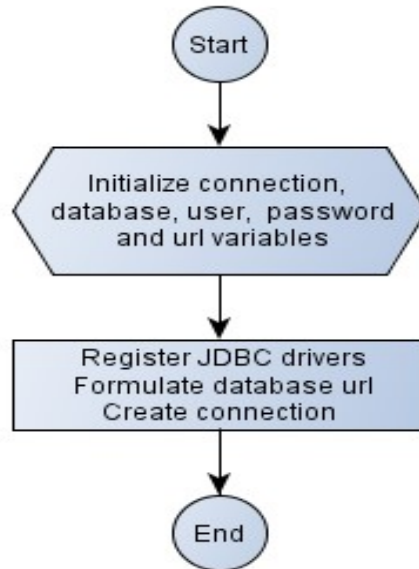 Start
Initialize connection,
database, user, password
and url variables
Register JDBC drivers
Formulate database url
Create connection
End